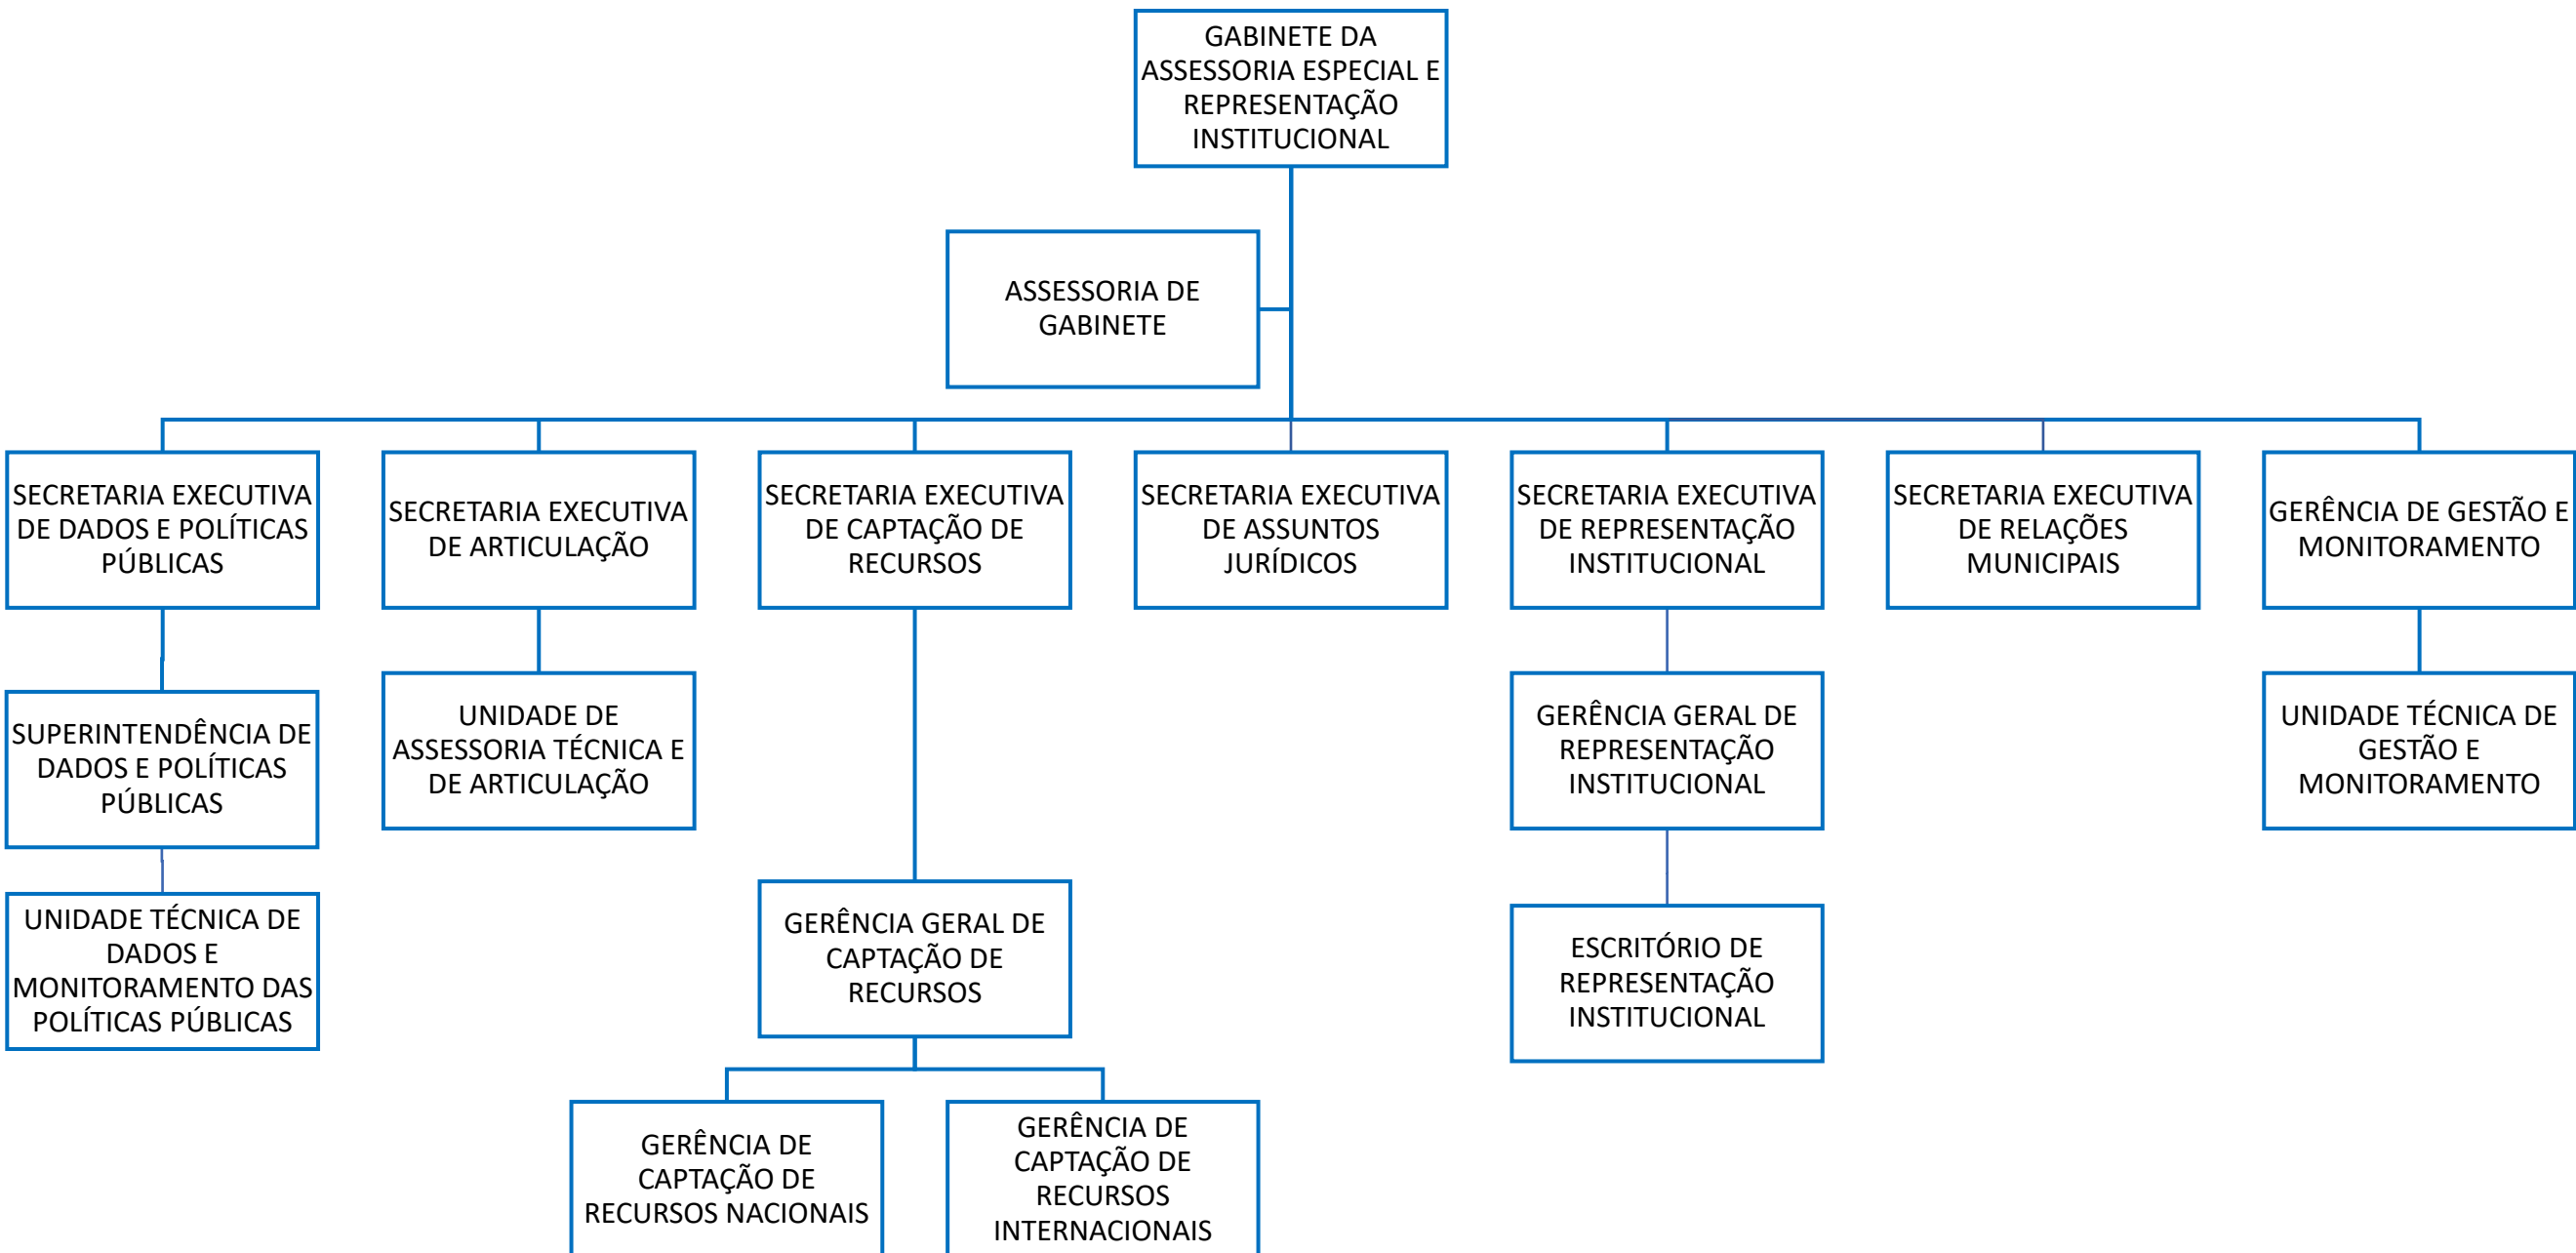 GABINETE DA
ASSESSORIA ESPECIAL E
REPRESENTAÇÃO
INSTITUCIONAL
ASSESSORIA DE
GABINETE
SECRETARIA EXECUTIVA
DE DADOS E POLÍTICAS
PÚBLICAS
SECRETARIA EXECUTIVA
DE ARTICULAÇÃO
SECRETARIA EXECUTIVA
DE CAPTAÇÃO DE
RECURSOS
SECRETARIA EXECUTIVA
DE ASSUNTOS
JURÍDICOS
SECRETARIA EXECUTIVA
DE REPRESENTAÇÃO
INSTITUCIONAL
SECRETARIA EXECUTIVA
DE RELAÇÕES
MUNICIPAIS
GERÊNCIA DE GESTÃO E
MONITORAMENTO
SUPERINTENDÊNCIA DE
DADOS E POLÍTICAS
PÚBLICAS
UNIDADE DE
ASSESSORIA TÉCNICA E
DE ARTICULAÇÃO
GERÊNCIA GERAL DE
REPRESENTAÇÃO
INSTITUCIONAL
UNIDADE TÉCNICA DE
GESTÃO E
MONITORAMENTO
UNIDADE TÉCNICA DE
DADOS E
MONITORAMENTO DAS
POLÍTICAS PÚBLICAS
GERÊNCIA GERAL DE
CAPTAÇÃO DE
RECURSOS
ESCRITÓRIO DE
REPRESENTAÇÃO
INSTITUCIONAL
GERÊNCIA DE
CAPTAÇÃO DE
RECURSOS NACIONAIS
GERÊNCIA DE
CAPTAÇÃO DE
RECURSOS
INTERNACIONAIS